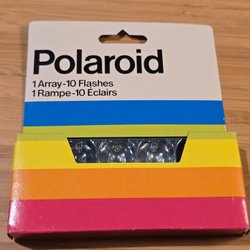 Polaroid
1 Array-10 Flashes
1 Rampe-10 Eclairs